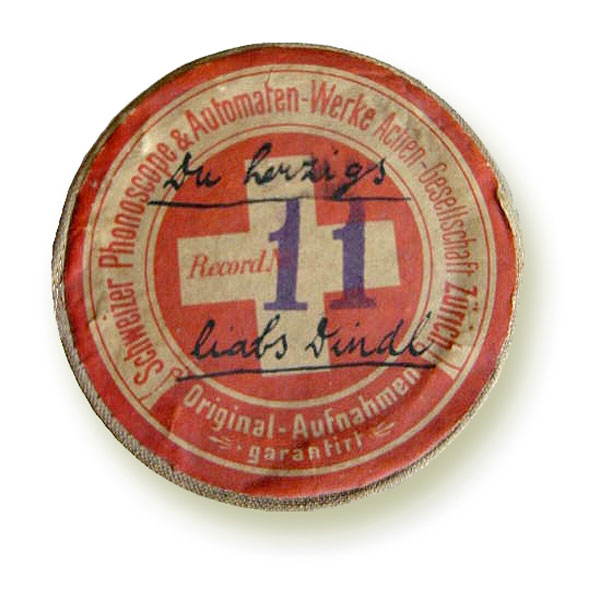 Schweizer Phonoscope & Automaten-Werke Actien-Gesellschaft Zürich
Du herzigs
Record N
11
liabs Dindl
Original-Aufnahmen
garantirt